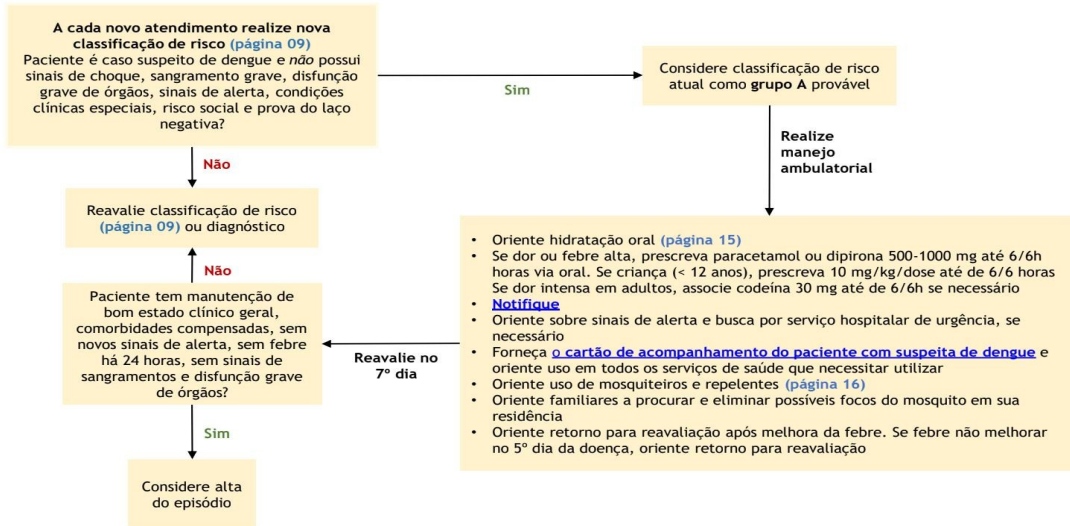 A cada novo atendimento realize nova
classificação de risco (página 09)
Paciente é caso suspeito de dengue e não possui
sinais de choque, sangramento grave, disfunção
grave de órgãos, sinais de alerta, condições
clínicas especiais, risco social e prova do laço
negativa?
Sim
Considere classificação de risco
atual como grupo A provável
Realize
manejo
ambulatorial
Não
Reavalie classificação de risco
(página 09) ou diagnóstico
Não
• Oriente hidratação oral (página 15)
• Se dor ou febre alta, prescreva paracetamol ou dipirona 500-1000 mg até 6/6h
horas via oral. Se criança (< 12 anos), prescreva 10 mg/kg/dose até de 6/6 horas
Se dor intensa em adultos, associe codeína 30 mg até de 6/6h se necessário
• Notifique
• Oriente sobre sinais de alerta e busca por serviço hospitalar de urgência, se
necessário
• Forneça o cartão de acompanhamento do paciente com suspeita de dengue e
oriente uso em todos os serviços de saúde que necessitar utilizar
• Oriente uso de mosquiteiros e repelentes (página 16)
• Oriente familiares a procurar e eliminar possíveis focos do mosquito em sua
residência
• Oriente retorno para reavaliação após melhora da febre. Se febre não melhorar
no 5º dia da doença, oriente retorno para reavaliação
Reavalie no
7º dia
Paciente tem manutenção de
bom estado clínico geral,
comorbidades compensadas, sem
novos sinais de alerta, sem febre
há 24 horas, sem sinais de
sangramentos e disfunção grave
de órgãos?
Sim
Considere alta
do episódio